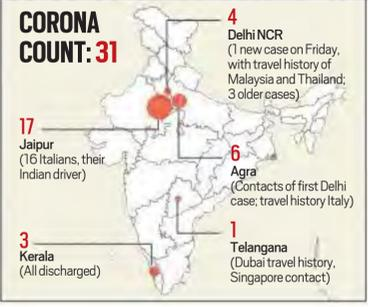 CORONA
COUNT: 31
4
Delhi NCR
(1 new case on Friday,
with travel history of
Malaysia and Thailand;
3 older cases)
17
Jaipur
(16 Italians, their
Indian driver)
6
Agra
(Contacts of first Delhi
case; travel history Italy)
1
Telangana
(Dubai travel history,
Singapore contact)
3
Kerala
(All discharged)